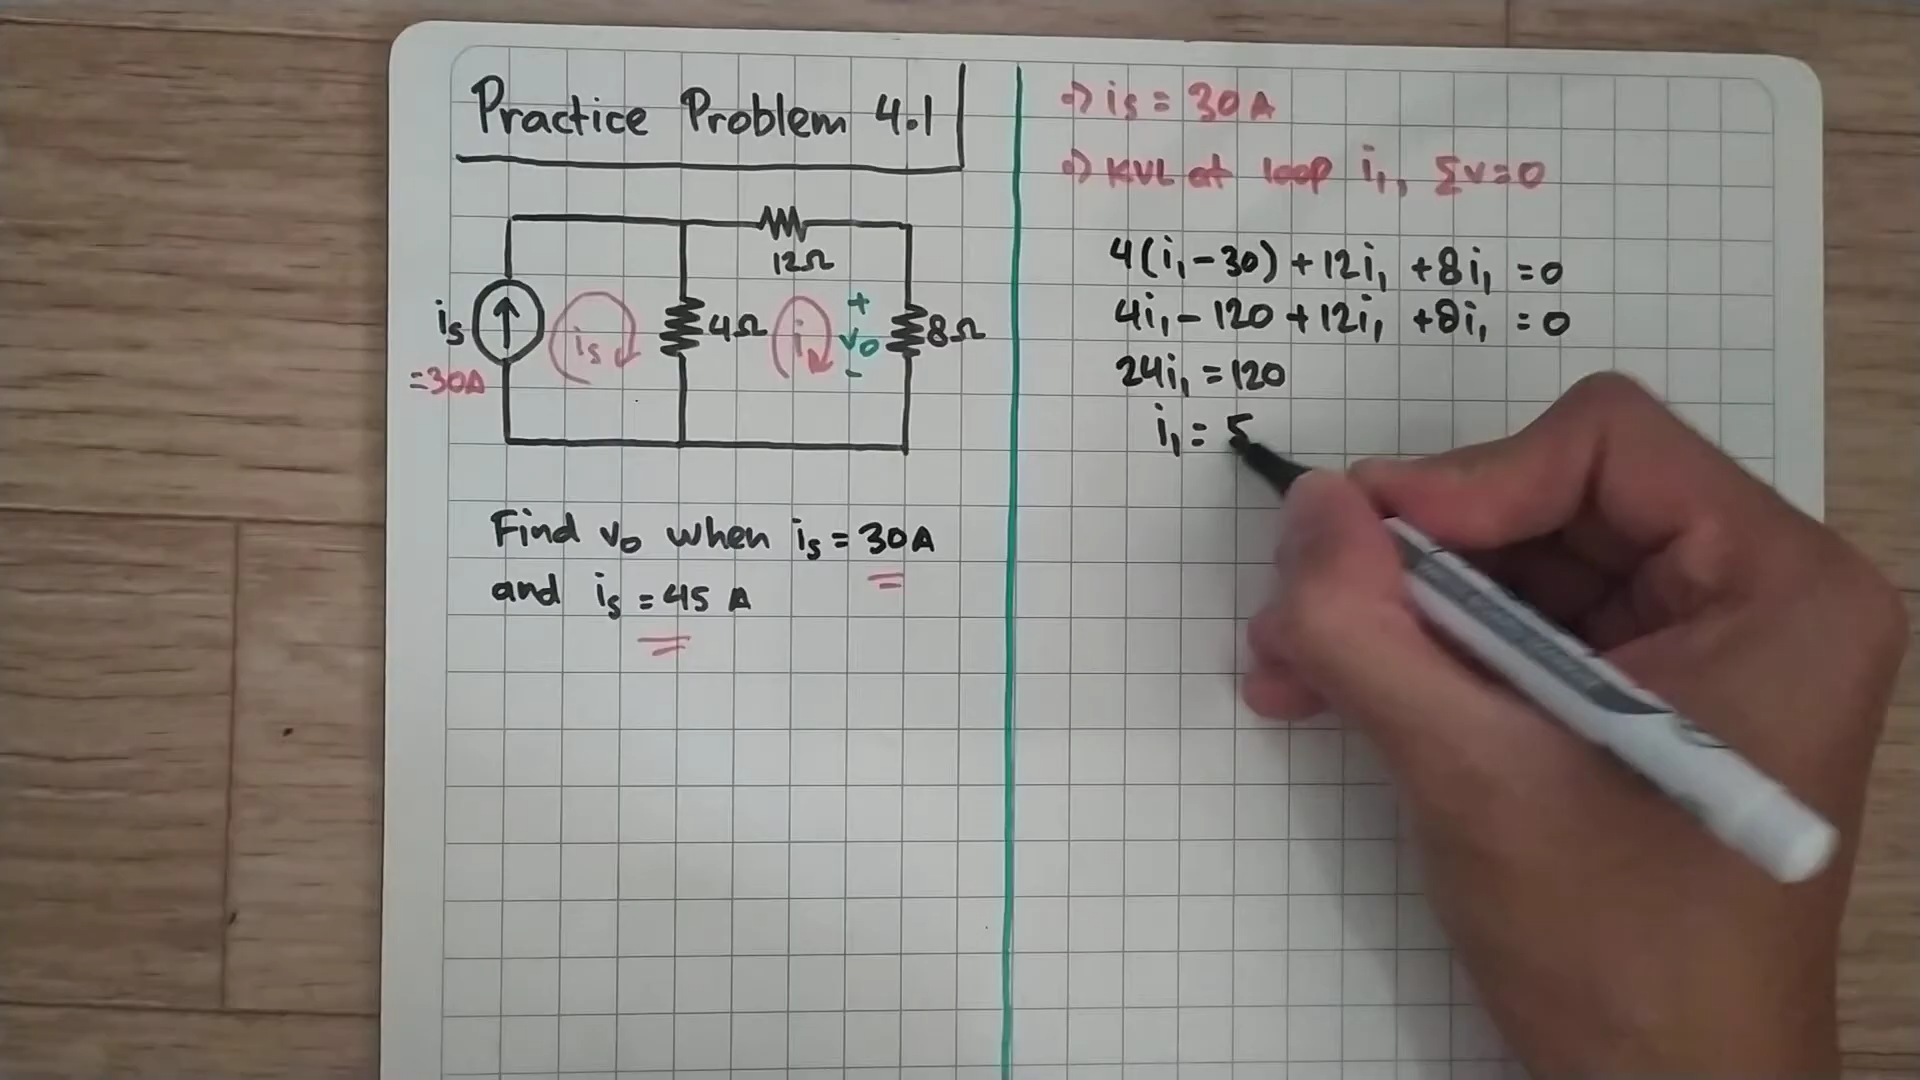 Practice Problem 4.1
12Ω
is
=30A
is
4Ω
i
+
vo
-
8Ω
Find vo when is = 30A
and is = 45 A
⇒ is = 30A
⇒ KVL at loop i₁, Σv=0
4(i₁-30)+12i₁ +8i₁ =0
4i₁-120+12i₁ +8i₁ =0
24i₁=120
i₁= 5